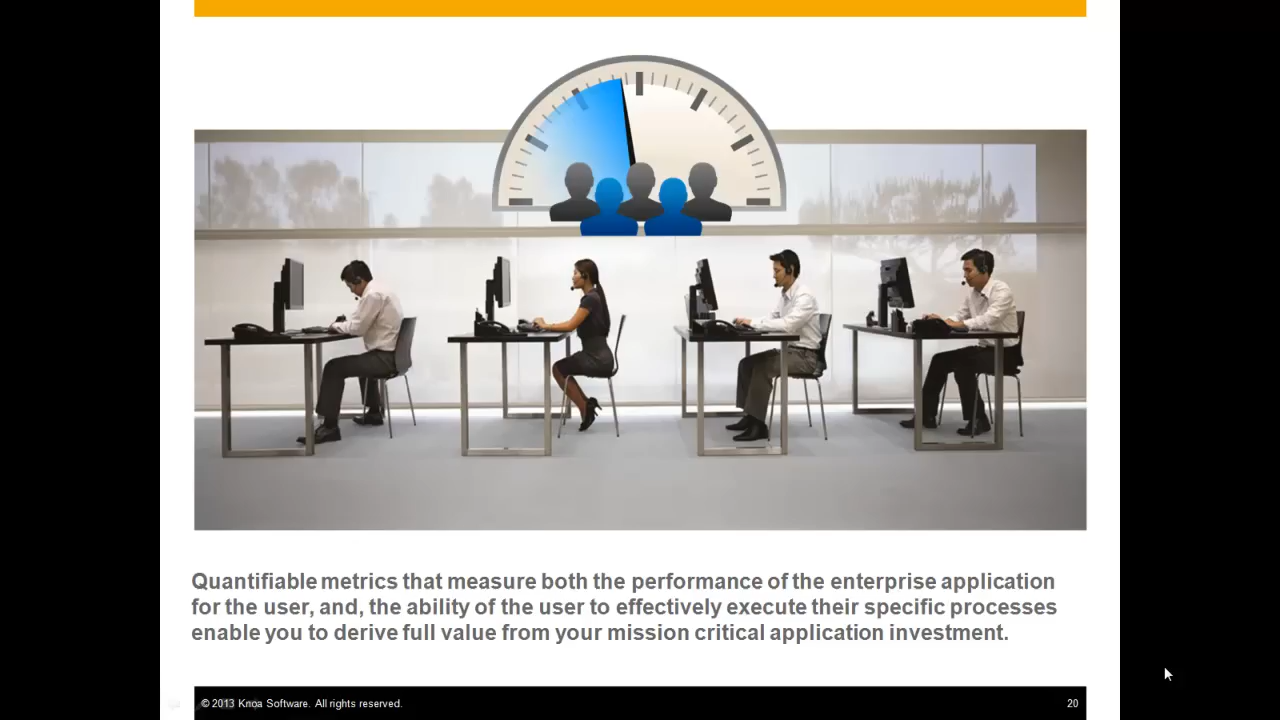 Quantifiable metrics that measure both the performance of the enterprise application
for the user, and, the ability of the user to effectively execute their specific processes
enable you to derive full value from your mission critical application investment.
© 2013 Knoa Software. All rights reserved.
20